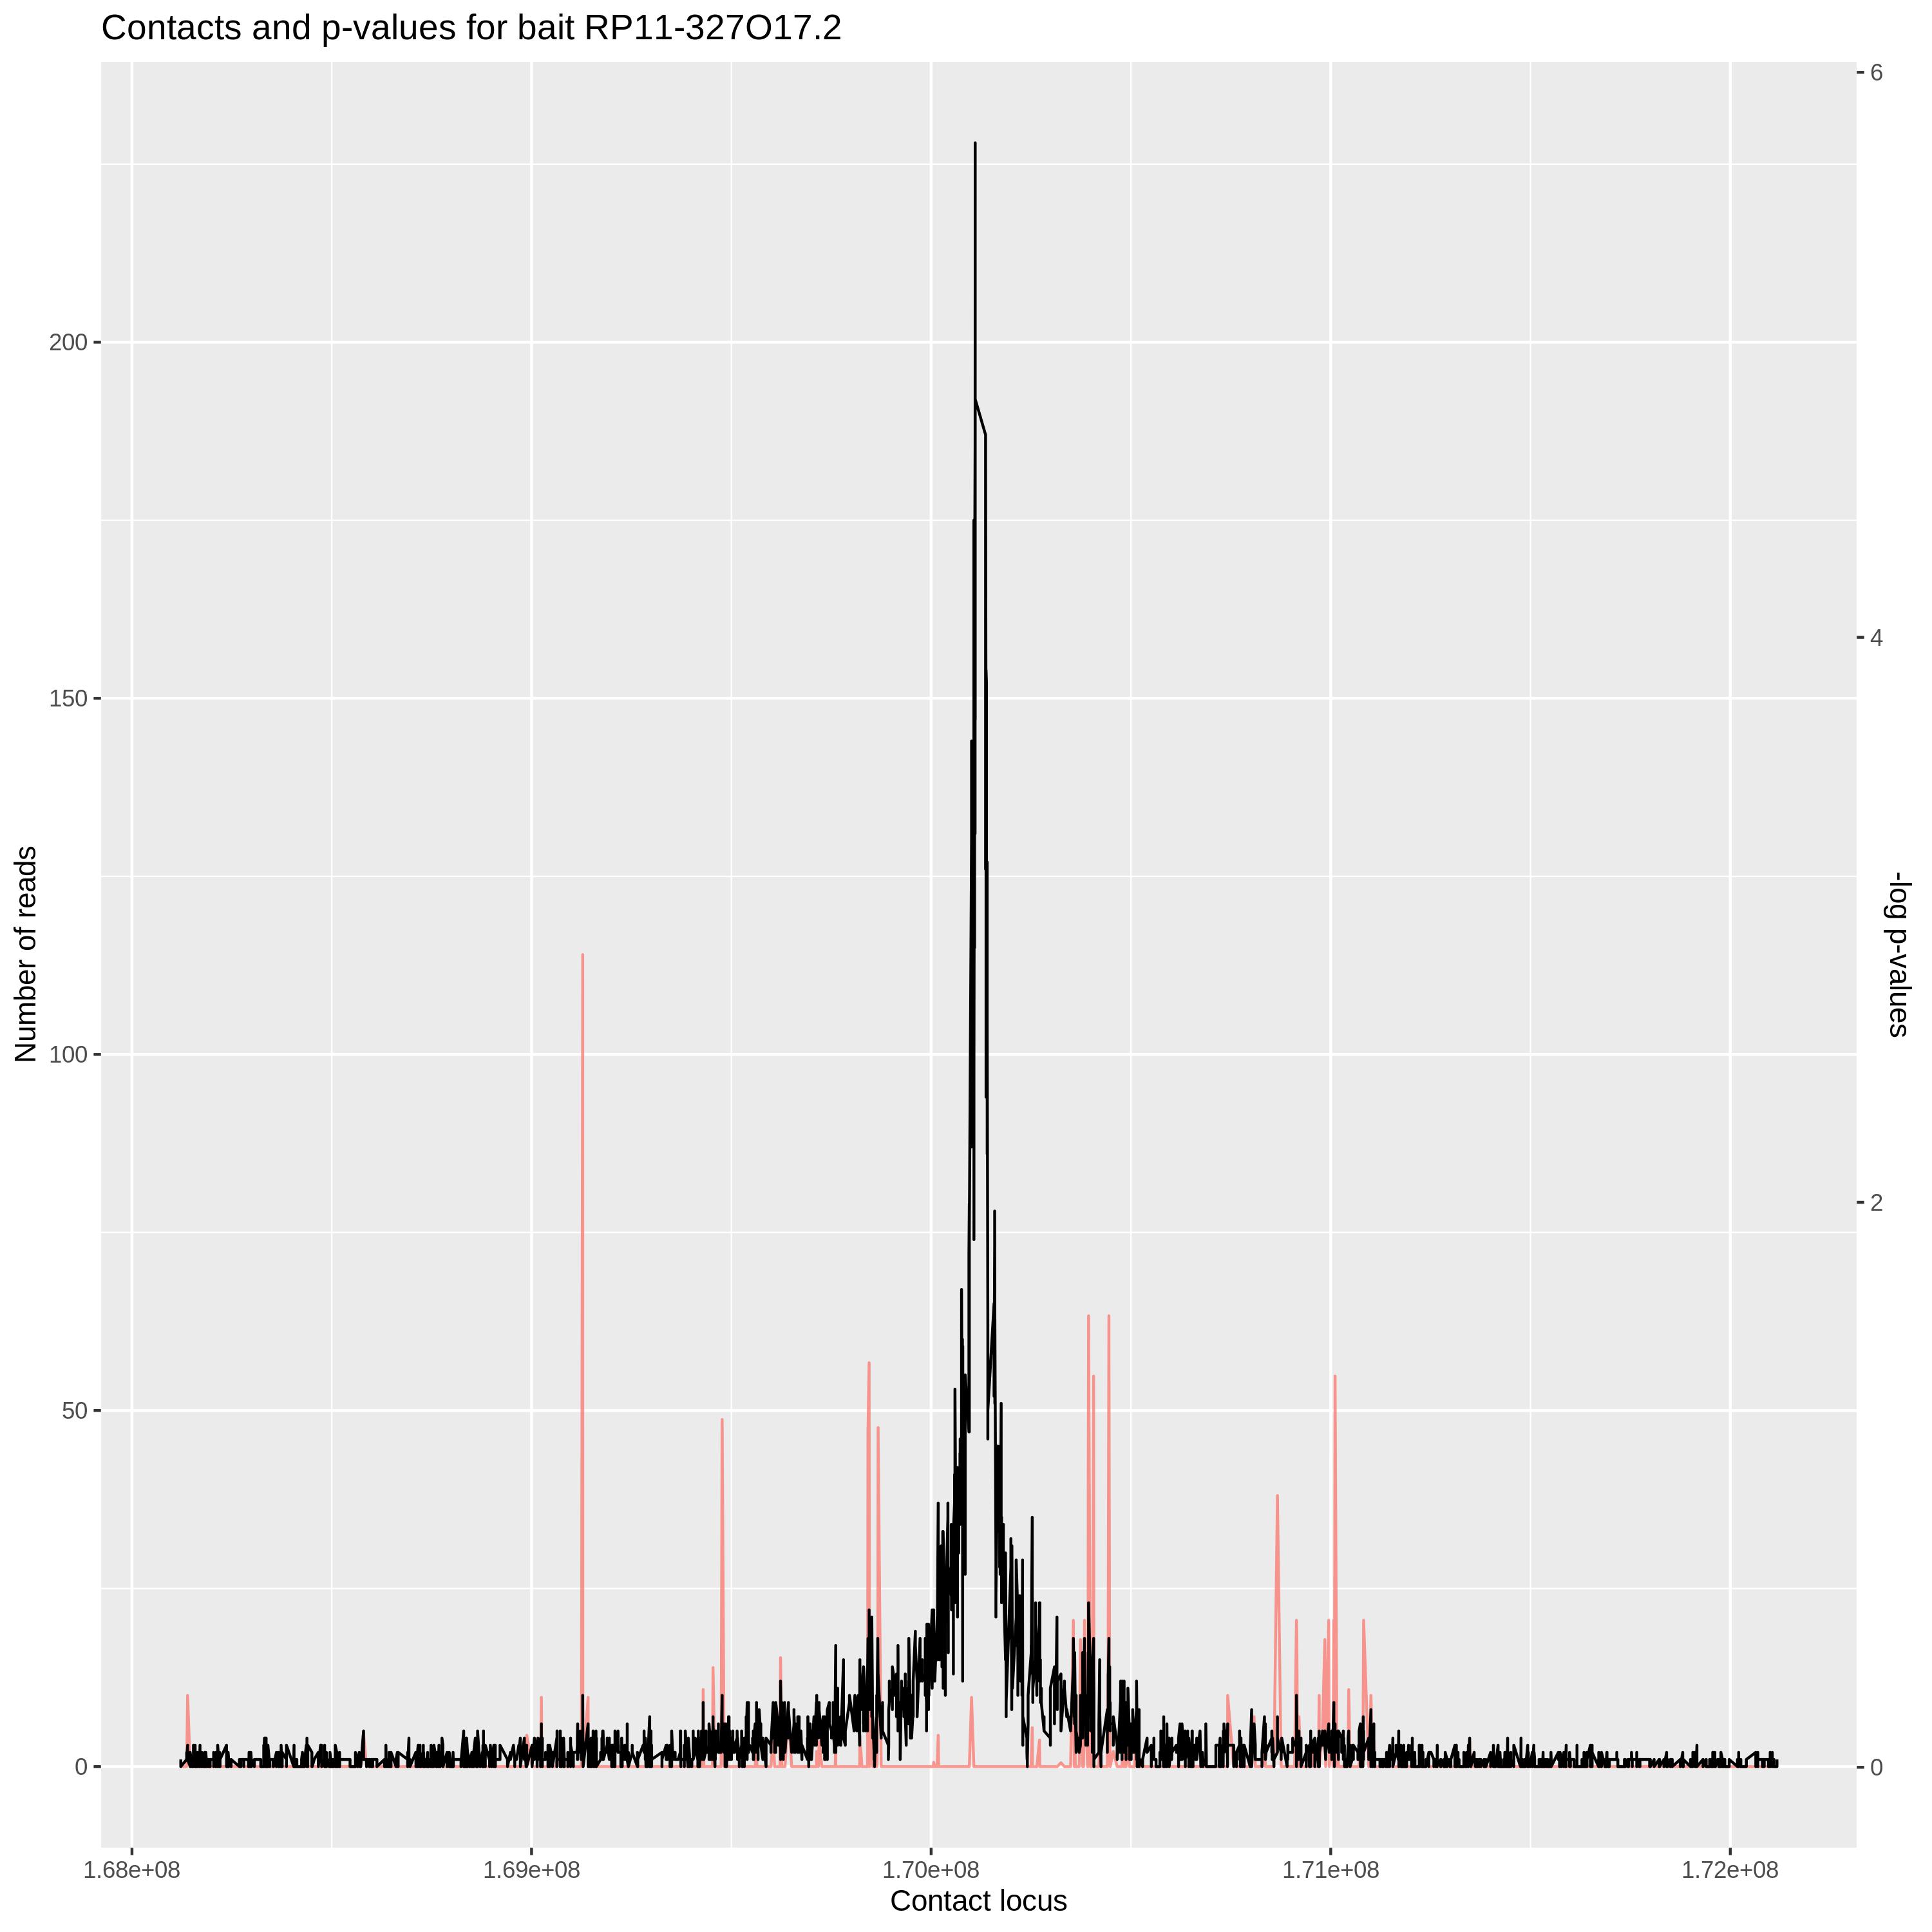 Contacts and p-values for bait RP11-327O17.2
6
200
4
150
Number of reads
-log p-values
100
2
50
0
0
1.68e+08 1.69e+08 1.70e+08 1.71e+08 1.72e+08
Contact locus